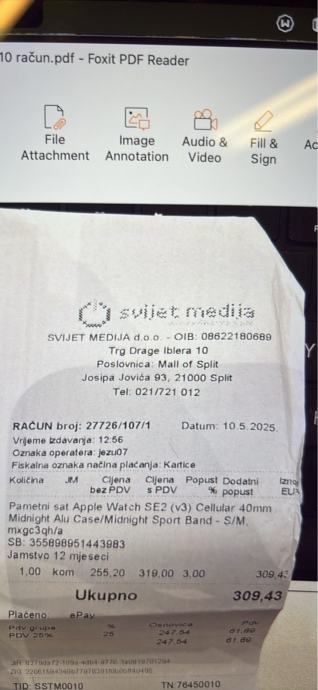 10 račun.pdf - Foxit PDF Reader
File Attachment
Image Annotation
Audio & Video
Fill & Sign
svijet medija
SVIJET MEDIJA d.o.o. - OIB: 08622180689
Trg Drage Iblera 10
Poslovnica: Mall of Split
Josipa Jovića 93, 21000 Split
Tel: 021/721 012
RAČUN broj: 27726/107/1 Datum: 10.5.2025.
Vrijeme izdavanja: 12:56
Oznaka operatera: jezu07
Fiskalna oznaka načina plaćanja: Kartice
Količina JM Cijena Cijena Popust Dodatni
bez PDV s PDV % popust
Pametni sat Apple Watch SE2 (v3) Cellular 40mm
Midnight Alu Case/Midnight Sport Band - S/M,
mxgc3qh/a
SB: 355898951443983
Jamstvo 12 mjeseci
1,00 kom 255,20 319,00 3,00 309,43
Ukupno 309,43
Plaćeno: ePay
Pdv grupa Osnovica Pdv
PDV 25% 25 247.54 61.89
247.54 61.89
TID: SSTM0010 TN:76450010